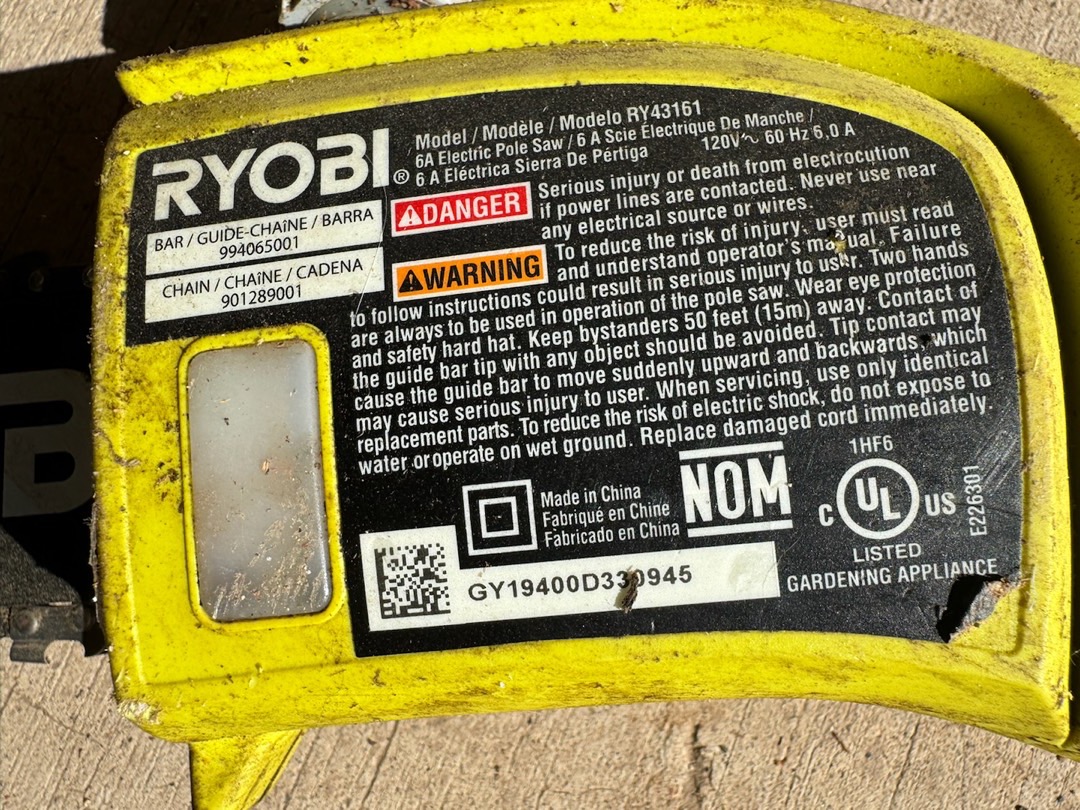 RYOBI®
Model / Modèle / Modelo RY43161
6A Electric Pole Saw / 6 A Scie Électrique De Manche /
6 A Eléctrica Sierra De Pértiga
120V~ 60 Hz 6,0 A
BAR / GUIDE-CHAîNE / BARRA
994065001
CHAIN / CHAîNE / CADENA
901289001
DANGER
Serious injury or death from electrocution
if power lines are contacted. Never use near
any electrical source or wires.
WARNING
To reduce the risk of injury, user must read
and understand operator's manual. Failure
to follow instructions could result in serious injury to user. Two hands
are always to be used in operation of the pole saw. Wear eye protection
and safety hard hat. Keep bystanders 50 feet (15m) away. Contact of
the guide bar tip with any object should be avoided. Tip contact may
cause the guide bar to move suddenly upward and backwards, which
may cause serious injury to user. When servicing, use only identical
replacement parts. To reduce the risk of electric shock, do not expose to
water or operate on wet ground. Replace damaged cord immediately.
Made in China
Fabriqué en Chine
Fabricado en China
NOM
1HF6
C UL US
LISTED
GARDENING APPLIANCE
E226301
GY19400D330945
B